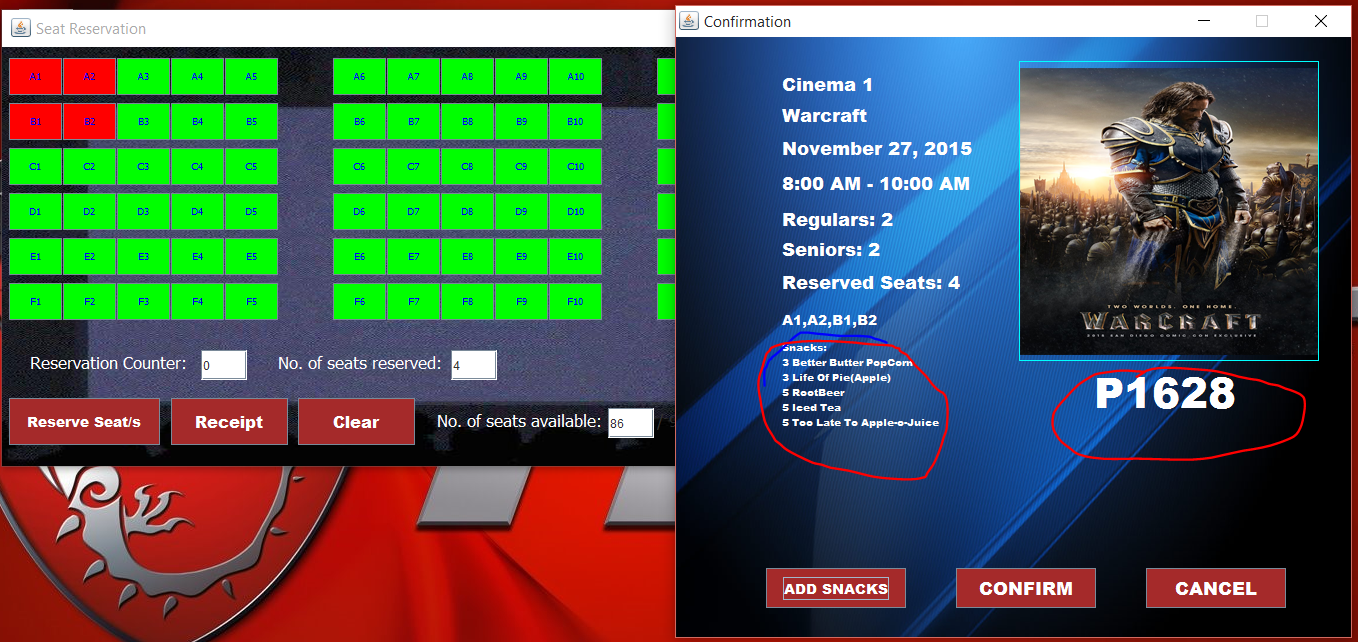 Seat Reservation
A1 A2 A3 A4 A5 A6 A7 A8 A9 A10
B1 B2 B3 B4 B5 B6 B7 B8 B9 B10
C1 C2 C3 C4 C5 C6 C7 C8 C9 C10
D1 D2 D3 D4 D5 D6 D7 D8 D9 D10
E1 E2 E3 E4 E5 E6 E7 E8 E9 E10
F1 F2 F3 F4 F5 F6 F7 F8 F9 F10
Reservation Counter: 0 No. of seats reserved: 4
Reserve Seat/s Receipt Clear No. of seats available: 86 /
Confirmation
Cinema 1
Warcraft
November 27, 2015
8:00 AM - 10:00 AM
Regulars: 2
Seniors: 2
Reserved Seats: 4
A1,A2,B1,B2
Snacks:
3 Better Butter PopCorn
3 Life Of Pie(Apple)
5 RootBeer
5 Iced Tea
5 Too Late To Apple-o-Juice
TWO WORLDS. ONE HOME.
WARCRAFT
2015 SAN DIEGO COMIC-CON EXCLUSIVE
P1628
ADD SNACKS CONFIRM CANCEL